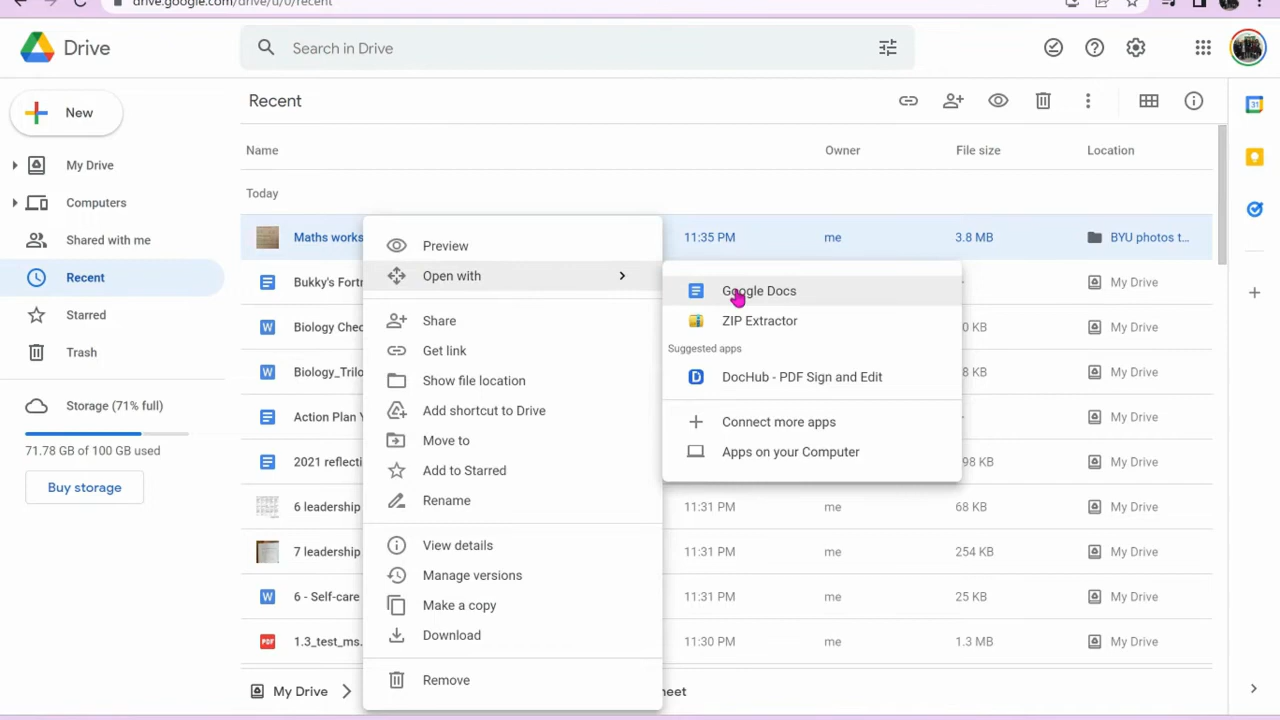 drive.google.com/drive/u/0/recent
Drive
Search in Drive
New
Recent
Name
Owner
File size
Location
31
My Drive
Computers
Shared with me
Recent
Starred
Trash
Storage (71% full)
71.78 GB of 100 GB used
Buy storage
Today
Maths works
11:35 PM
me
3.8 MB
BYU photos t...
Bukky's Fort
My Drive
Biology Chec
0 KB
My Drive
Biology_Trilo
8 KB
My Drive
Action Plan Y
My Drive
2021 reflecti
98 KB
My Drive
6 leadership
11:31 PM
me
68 KB
My Drive
7 leadership
11:31 PM
me
254 KB
My Drive
6 - Self-care
11:31 PM
me
25 KB
My Drive
PDF
1.3_test_ms.
11:30 PM
me
1.3 MB
My Drive
My Drive
heet
Preview
Open with
Share
Get link
Show file location
Add shortcut to Drive
Move to
Add to Starred
Rename
View details
Manage versions
Make a copy
Download
Remove
Google Docs
ZIP Extractor
Suggested apps
DocHub - PDF Sign and Edit
Connect more apps
Apps on your Computer